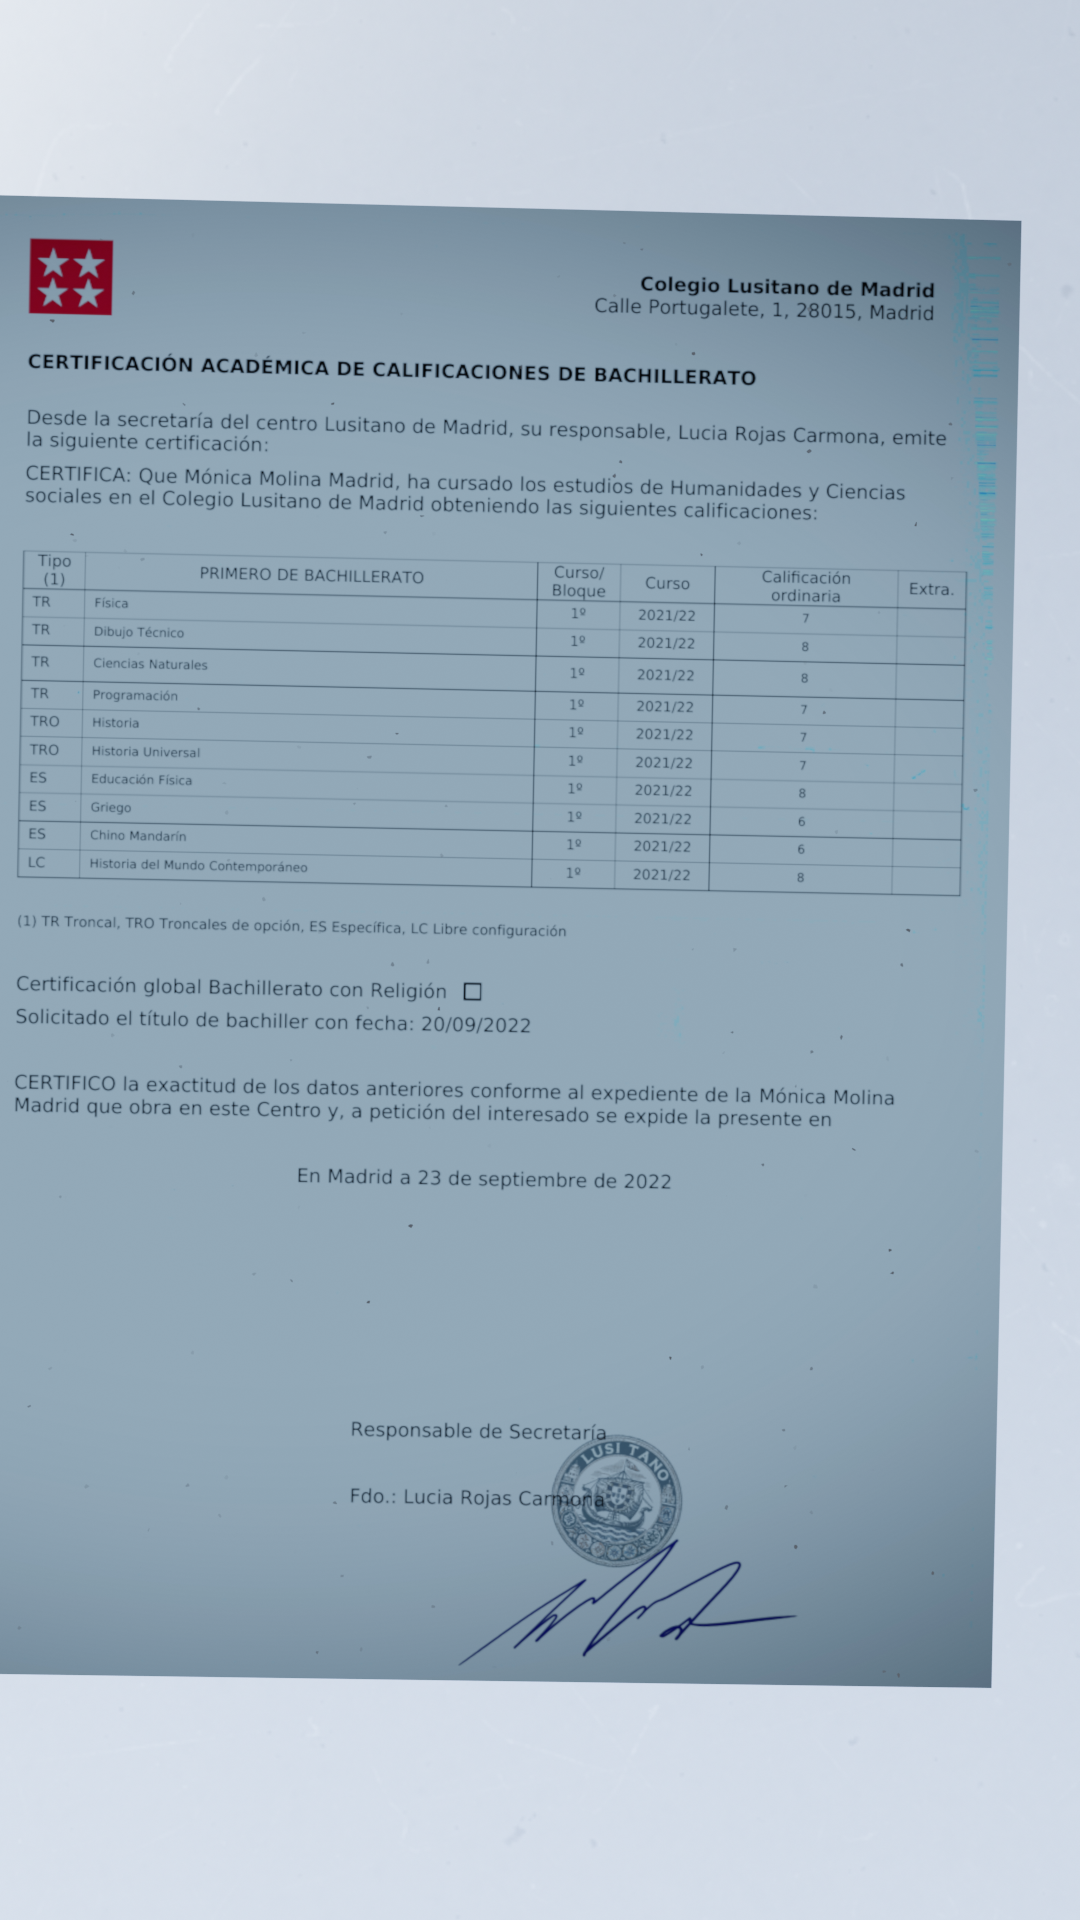 Colegio Lusitano de Madrid
Calle Portugalete, 1, 28015, Madrid
CERTIFICACIÓN ACADÉMICA DE CALIFICACIONES DE BACHILLERATO
Desde la secretaría del centro Lusitano de Madrid, su responsable, Lucia Rojas Carmona, emite
la siguiente certificación:
CERTIFICA: Que Mónica Molina Madrid, ha cursado los estudios de Humanidades y Ciencias
sociales en el Colegio Lusitano de Madrid obteniendo las siguientes calificaciones:
Tipo (1) PRIMERO DE BACHILLERATO Curso/ Bloque Curso Calificación ordinaria Extra.
TR Física 1º 2021/22 7
TR Dibujo Técnico 1º 2021/22 8
TR Ciencias Naturales 1º 2021/22 8
TR Programación 1º 2021/22 7
TRO Historia 1º 2021/22 7
TRO Historia Universal 1º 2021/22 7
ES Educación Física 1º 2021/22 8
ES Griego 1º 2021/22 6
ES Chino Mandarín 1º 2021/22 6
LC Historia del Mundo Contemporáneo 1º 2021/22 8
(1) TR Troncal, TRO Troncales de opción, ES Específica, LC Libre configuración
Certificación global Bachillerato con Religión
Solicitado el título de bachiller con fecha: 20/09/2022
CERTIFICO la exactitud de los datos anteriores conforme al expediente de la Mónica Molina
Madrid que obra en este Centro y, a petición del interesado se expide la presente en
En Madrid a 23 de septiembre de 2022
Responsable de Secretaría
LUSITANO
Fdo.: Lucia Rojas Carmona